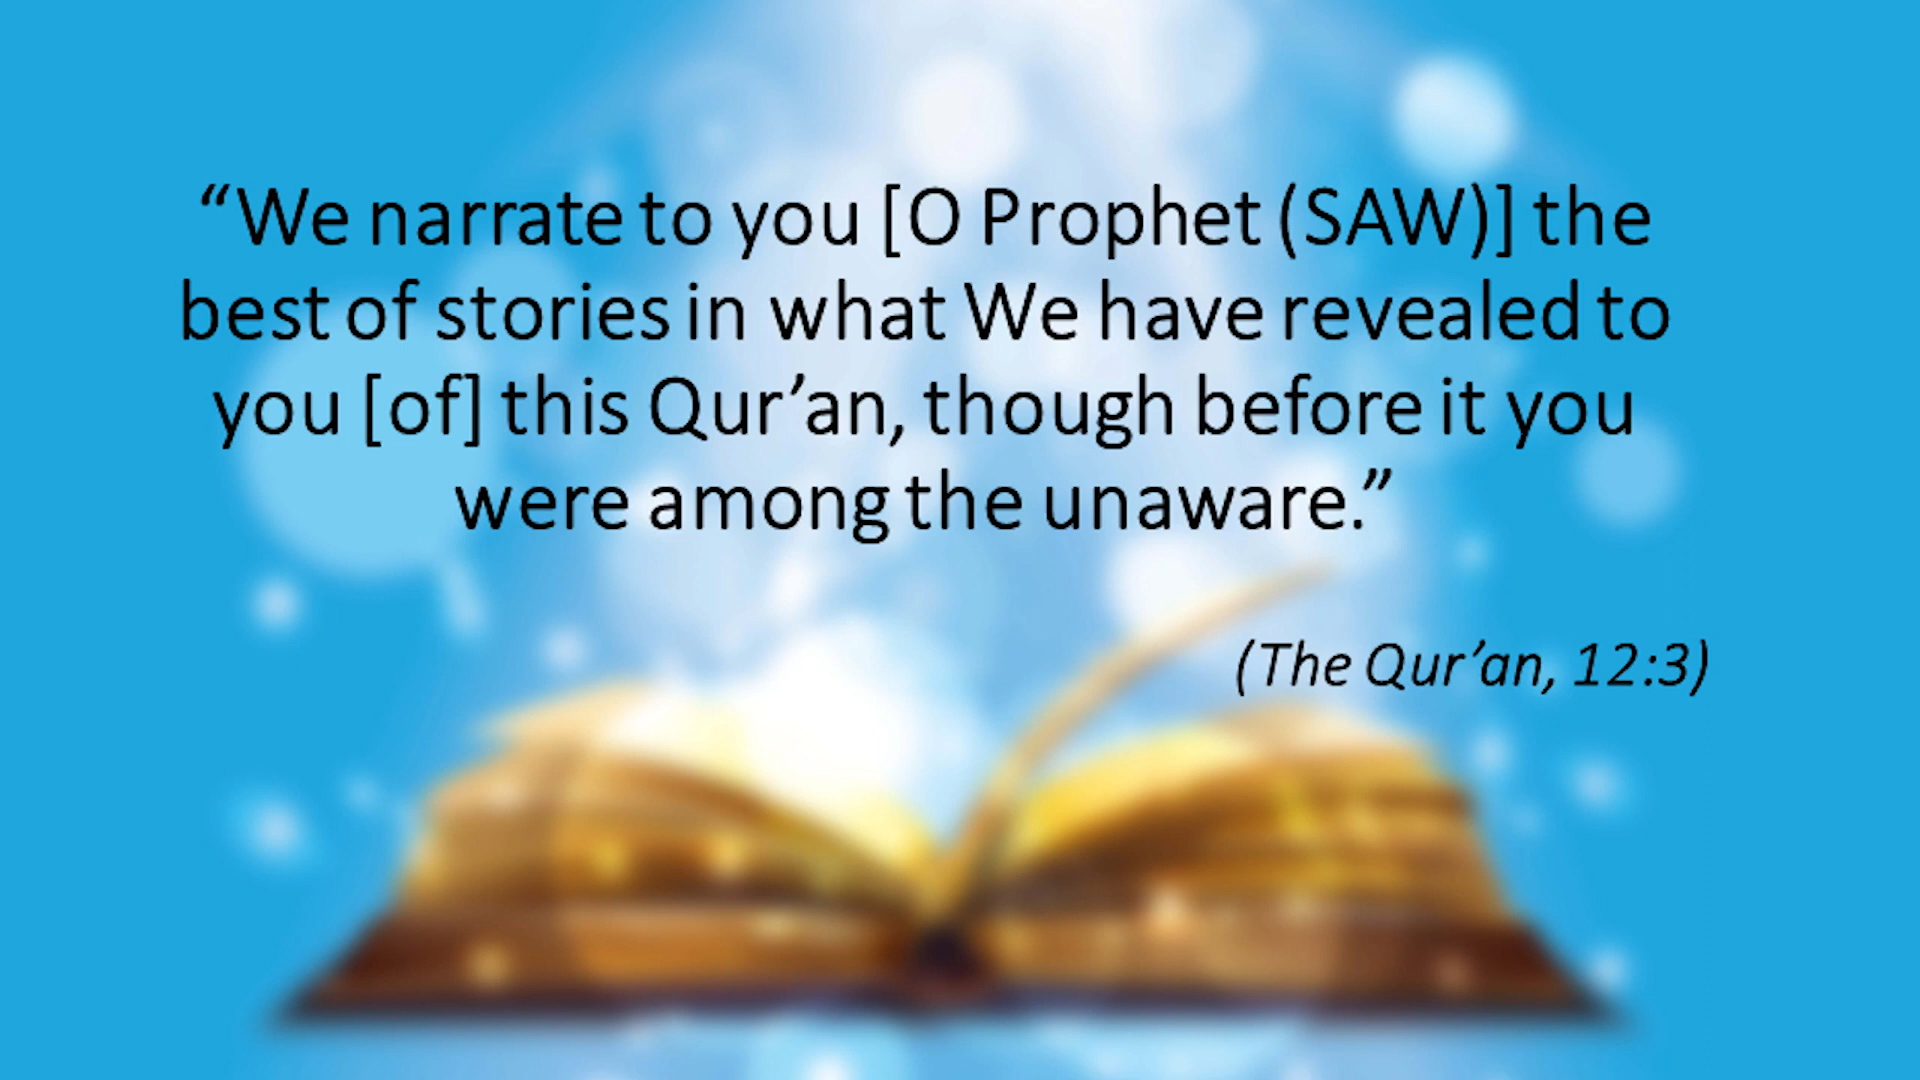 “We narrate to you [O Prophet (SAW)] the
best of stories in what We have revealed to
you [of] this Qur’an, though before it you
were among the unaware.”
(The Qur’an, 12:3)